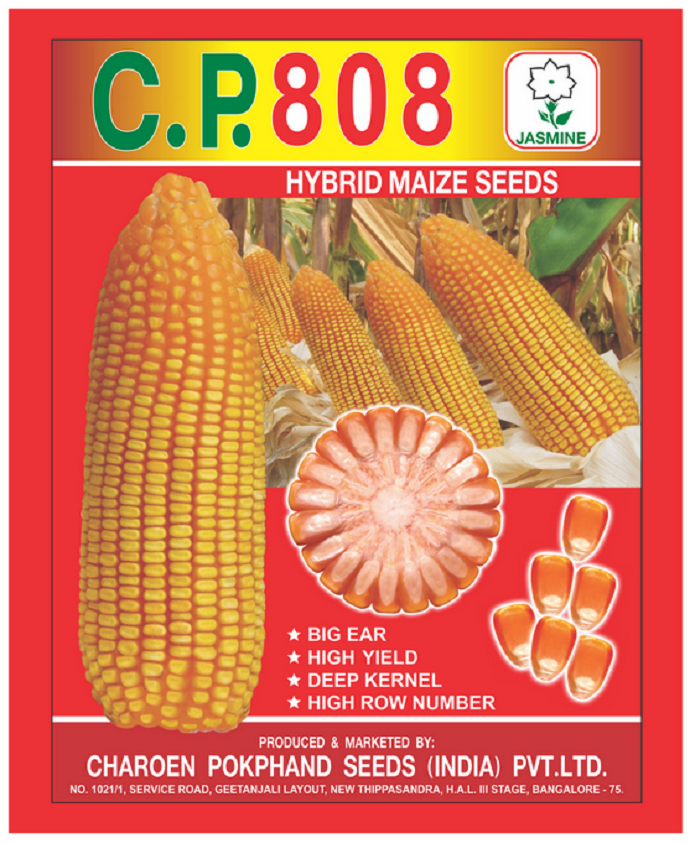 C.P.808
JASMINE
HYBRID MAIZE SEEDS
★ BIG EAR
★ HIGH YIELD
★ DEEP KERNEL
★ HIGH ROW NUMBER
PRODUCED & MARKETED BY:
CHAROEN POKPHAND SEEDS (INDIA) PVT.LTD.
NO. 1021/1, SERVICE ROAD, GEETANJALI LAYOUT, NEW THIPPASANDRA, H.A.L. III STAGE, BANGALORE - 75.